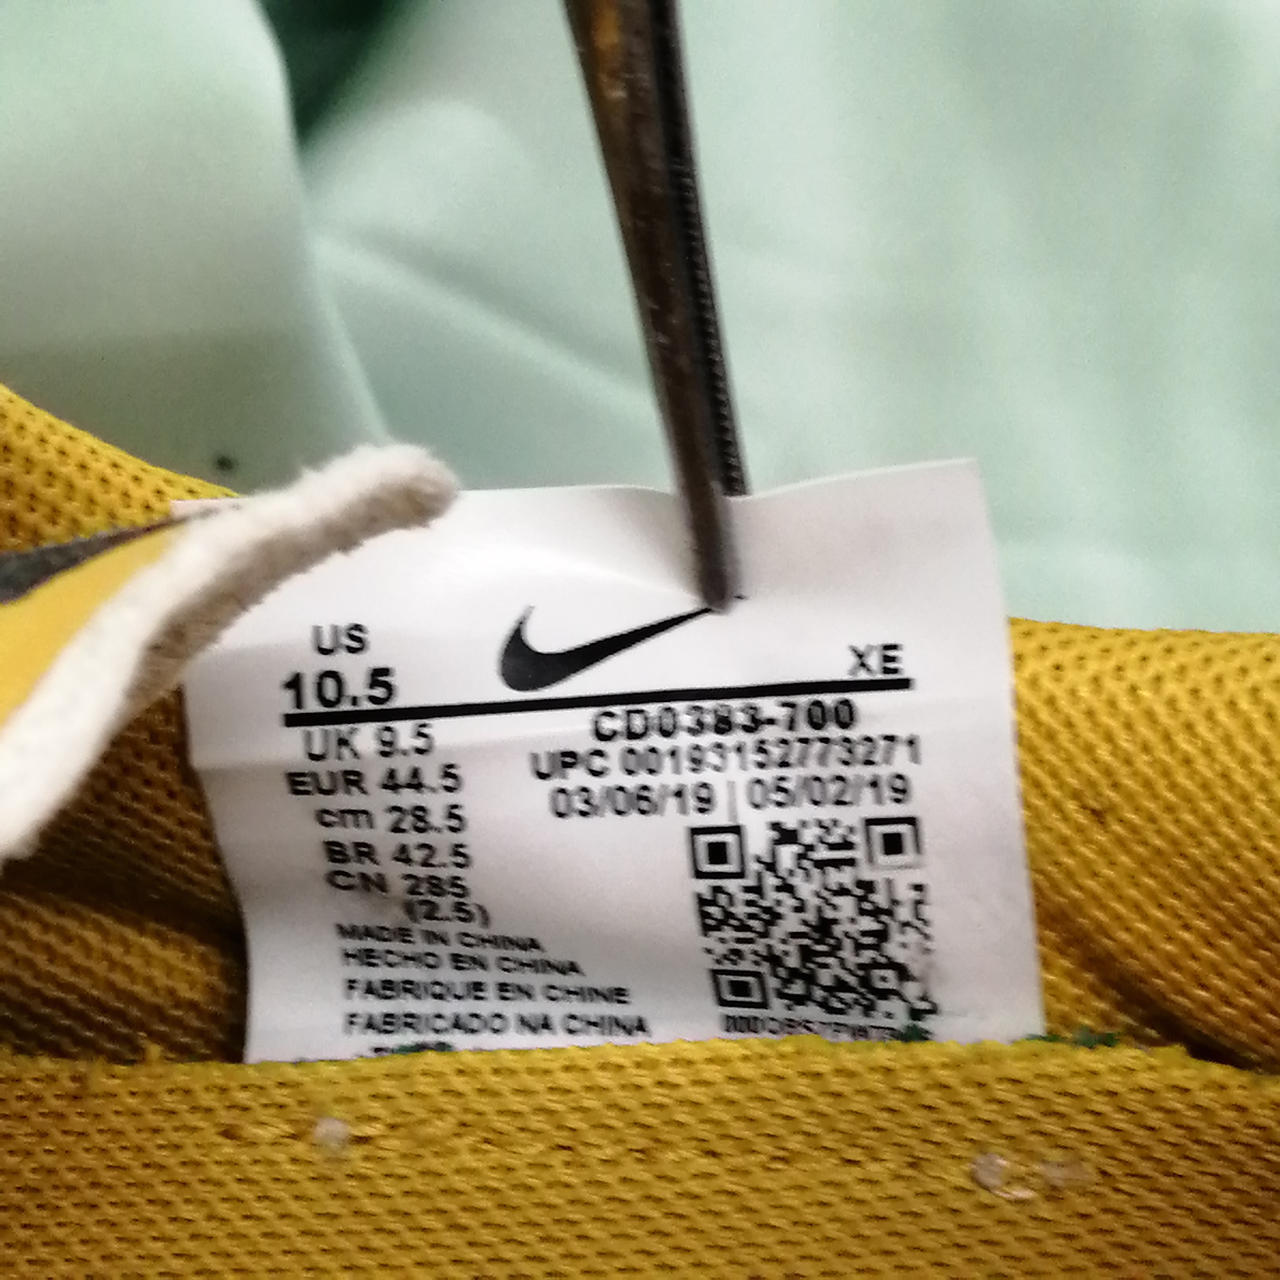 US
10.5
XE
UK 9.5
EUR 44.5
cm 28.5
BR 42.5
CN 285
(2.5)
CD0383-700
UPC 00193152773271
03/06/19 | 05/02/19
MADE IN CHINA
HECHO EN CHINA
FABRIQUE EN CHINE
FABRICADO NA CHINA